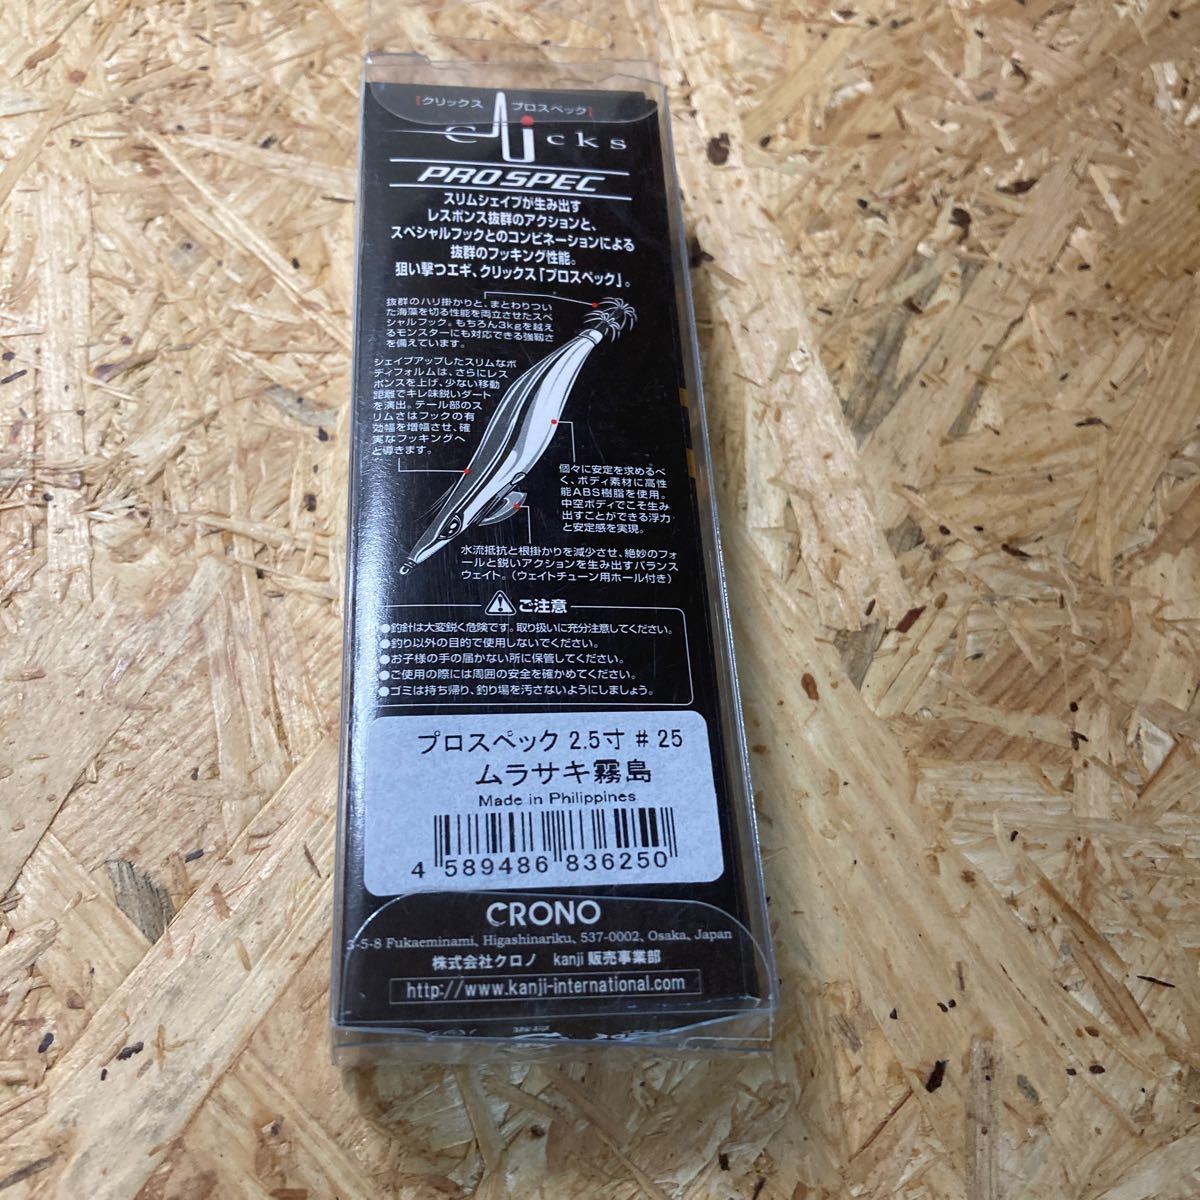 [クリックス プロスペック]
clicks
PRO SPEC
スリムシェイプが生み出す
レスポンス抜群のアクションと、
スペシャルフックとのコンビネーションによる
抜群のフッキング性能。
狙い撃つエギ、クリックス「プロスペック」。
抜群のハリ掛かりと、まとわりつい
た海藻を切る性能を両立させたスペ
シャルフック。もちろん3kgを越え
るモンスターにも対応できる強靱さ
を備えています。
シェイプアップしたスリムなボ
ディフォルムは、さらにレス
ポンスを上げ、少ない移動
距離でキレ味鋭いダート
を演出。テール部のス
リムさはフックの有
効幅を増幅させ、確
実なフッキングへ
と導きます。
個々に安定を求めるべ
く、ボディ素材に高性
能ABS樹脂を使用。
中空ボディでこそ生み
出すことができる浮力
と安定感を実現。
水流抵抗と根掛かりを減少させ、絶妙のフォ
ールと鋭いアクションを生み出すバランス
ウェイト。(ウェイトチューン用ホール付き)
ご注意
●釣針は大変鋭く危険です。取り扱いに充分注意してください。
●釣り以外の目的で使用しないでください。
●お子様の手の届かない所に保管してください。
●ご使用の際には周囲の安全を確かめてください。
●ゴミは持ち帰り、釣り場を汚さないようにしましょう。
プロスペック 2.5寸 # 25
ムラサキ霧島
Made in Philippines
4 589486 836250
CRONO
3-5-8 Fukaeminami, Higashinariku, 537-0002, Osaka, Japan
株式会社クロノ kanji 販売事業部
http://www.kanji-international.com